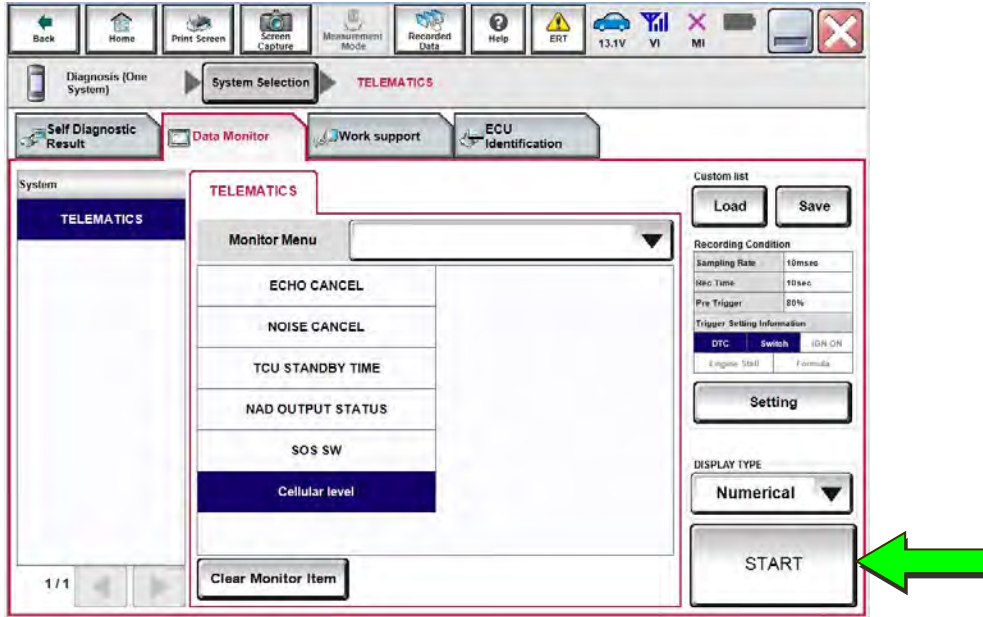 Back
Home
Print Screen
Screen
Capture
Measurement
Mode
Recorded
Data
Help
ERT
13.1V
VI
MI
Diagnosis (One
System)
System Selection
TELEMATICS
Self Diagnostic
Result
Data Monitor
Work support
ECU
Identification
System
TELEMATICS
1/1
TELEMATICS
Monitor Menu
ECHO CANCEL
NOISE CANCEL
TCU STANDBY TIME
NAD OUTPUT STATUS
SOS SW
Cellular level
Clear Monitor Item
Custom list
Load
Save
Recording Condition
Sampling Rate 10msec
Rec Time 10sec
Pre Trigger 80%
Trigger Setting Information
DTC Switch IGN ON
Engine Stall Formula
Setting
DISPLAY TYPE
Numerical
START